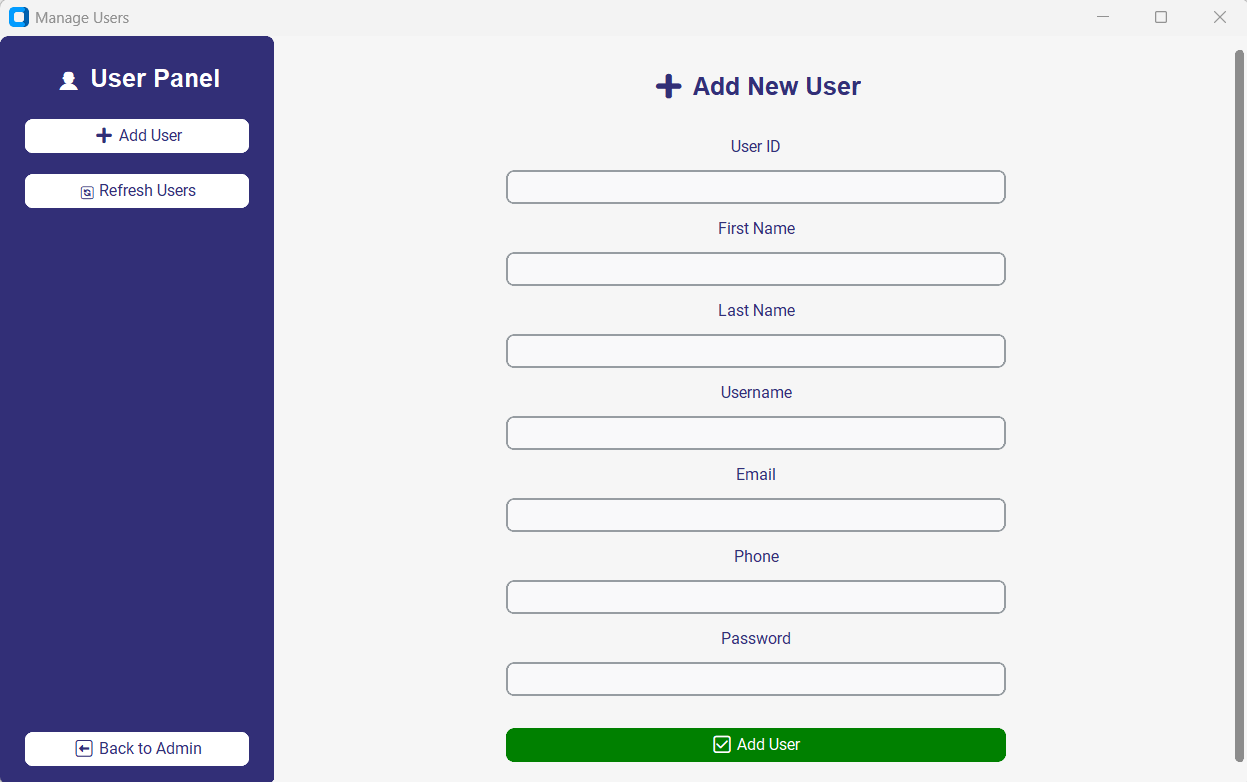 Manage Users
User Panel
Add User
Refresh Users
Back to Admin
Add New User
User ID
First Name
Last Name
Username
Email
Phone
Password
Add User